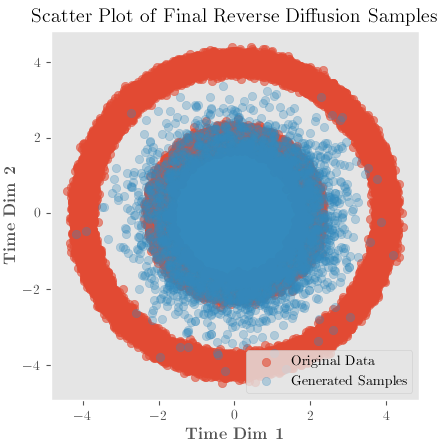 Scatter Plot of Final Reverse Diffusion Samples
4
2
0
−2
−4
Time Dim 2
Original Data
Generated Samples
−4 −2 0 2 4
Time Dim 1